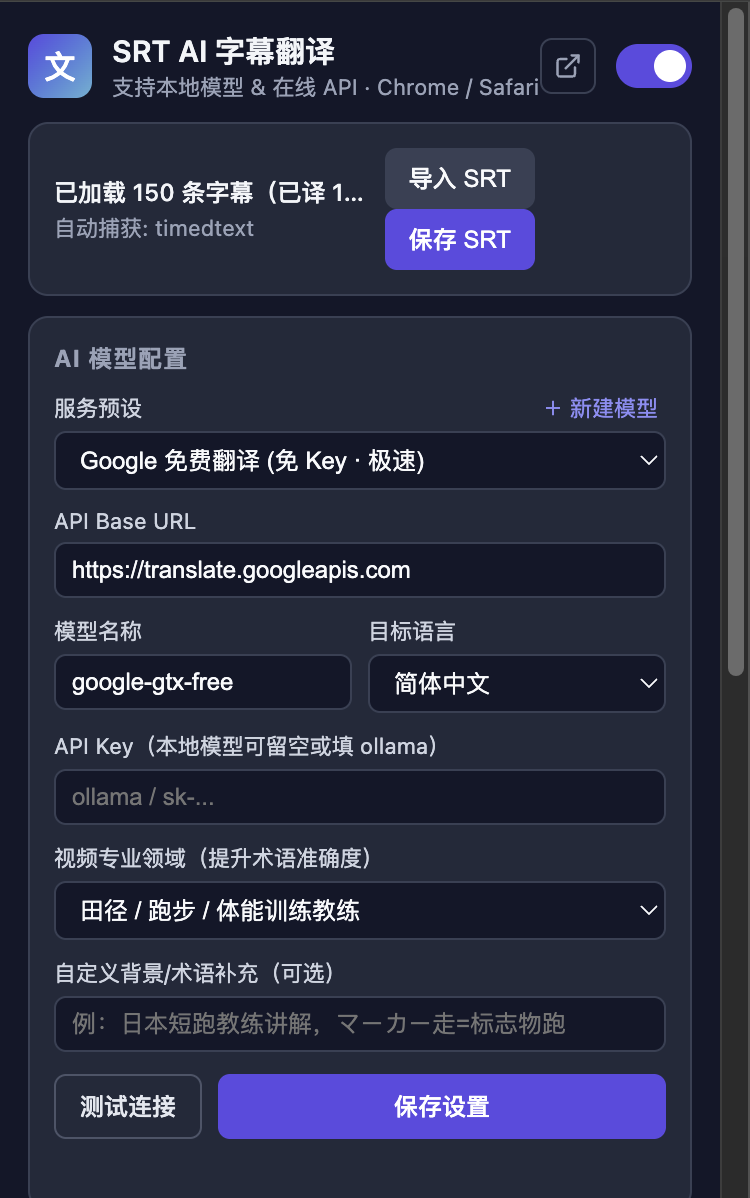 文
SRT AI 字幕翻译
支持本地模型 & 在线 API · Chrome / Safari
已加载 150 条字幕（已译 1...
自动捕获: timedtext
导入 SRT
保存 SRT
AI 模型配置
服务预设
+ 新建模型
Google 免费翻译 (免 Key · 极速)
API Base URL
https://translate.googleapis.com
模型名称
目标语言
google-gtx-free
简体中文
API Key（本地模型可留空或填 ollama）
ollama / sk-...
视频专业领域（提升术语准确度）
田径 / 跑步 / 体能训练教练
自定义背景/术语补充（可选）
例：日本短跑教练讲解，マーカー走=标志物跑
测试连接
保存设置